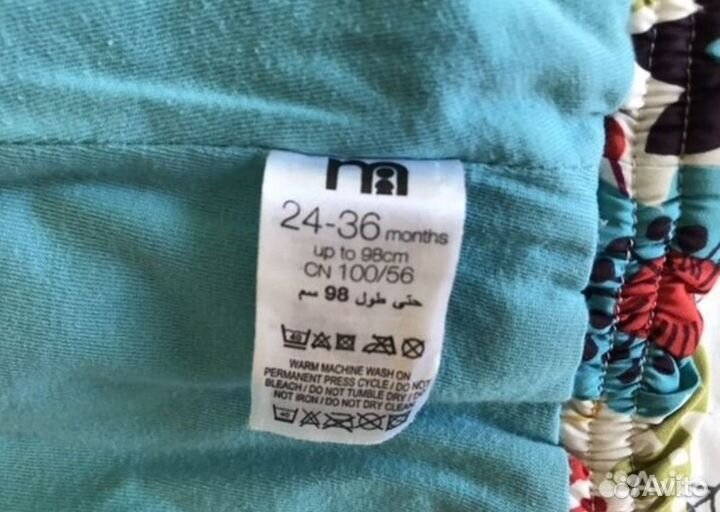 m
24-36 months
up to 98cm
CN 100/56
حتى طول 98 سم
40
WARM MACHINE WASH ON
PERMANENT PRESS CYCLE / DO NOT
BLEACH / DO NOT TUMBLE DRY /
NOT IRON / DO NOT DRY CLEAN
40
Avito